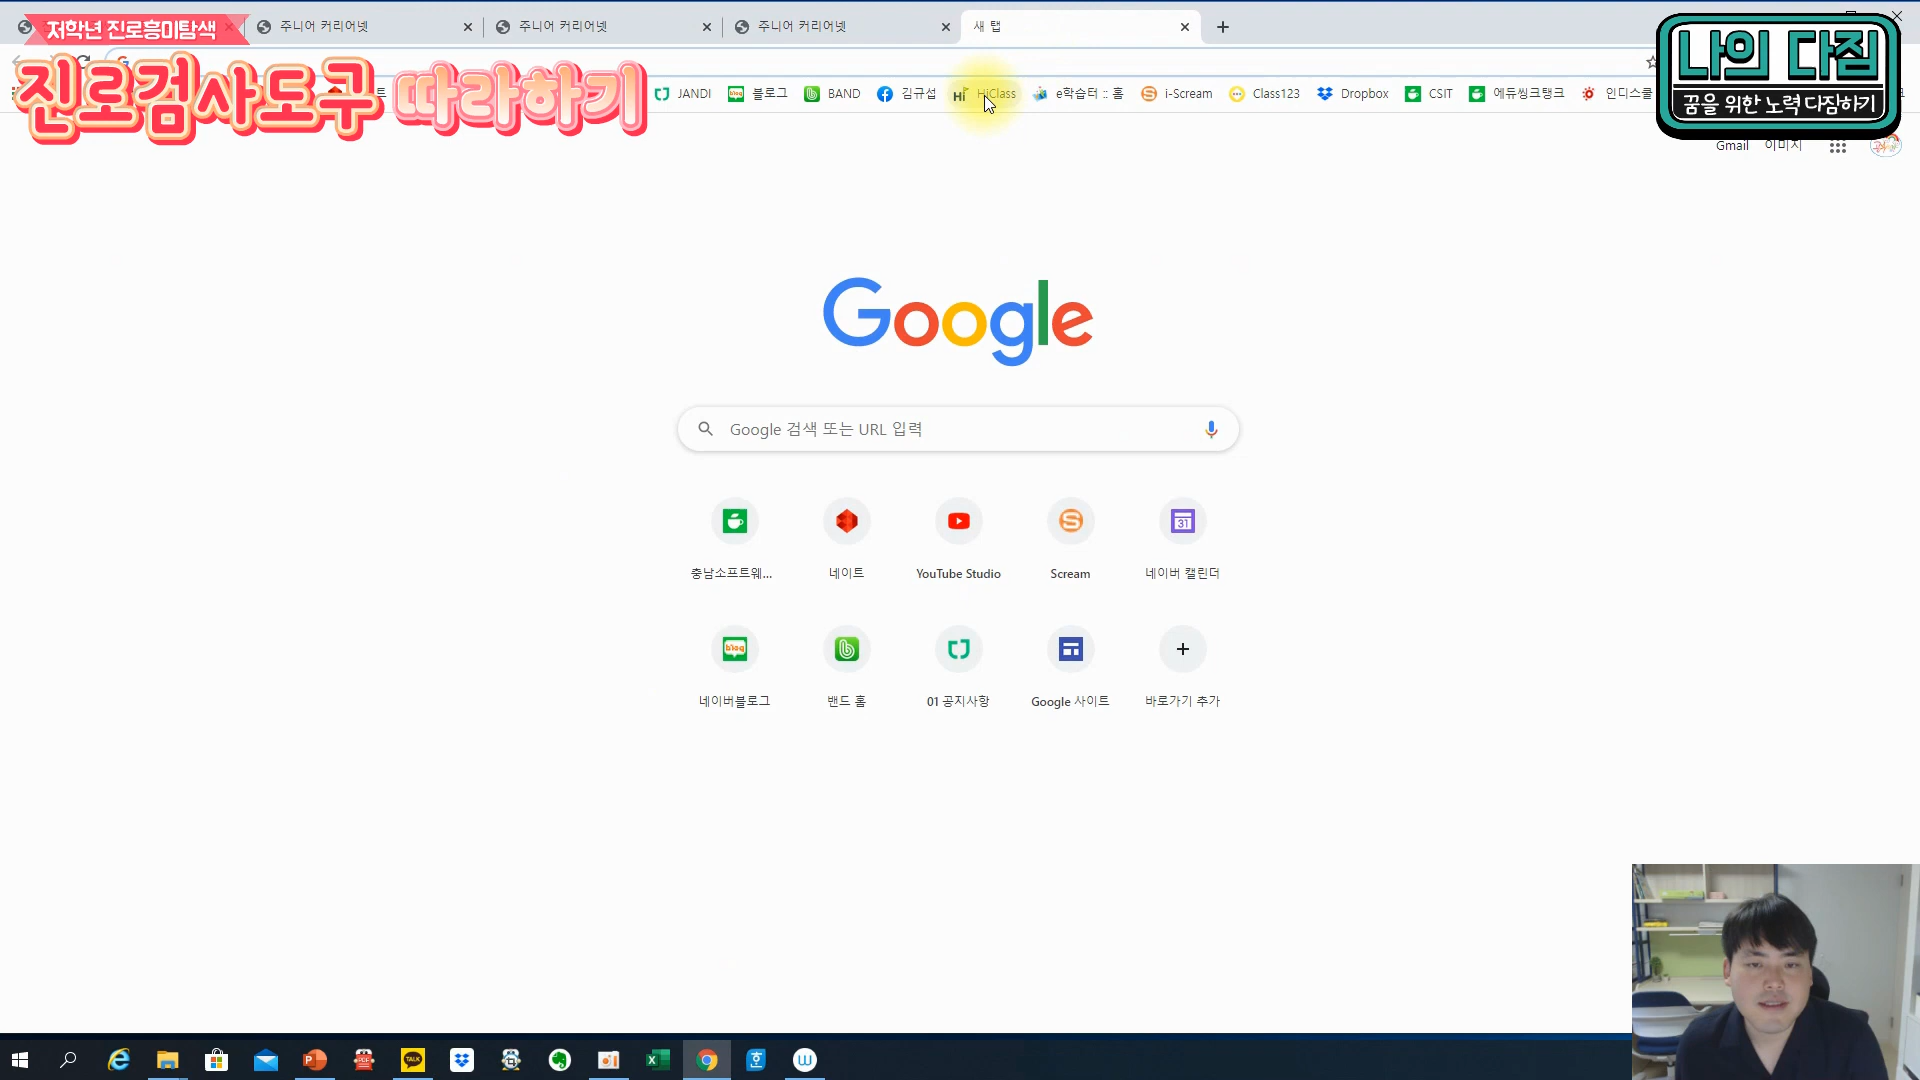 저학년 진로흥미탐색
주니어 커리어넷
주니어 커리어넷
주니어 커리어넷
새 탭
진로검사도구 따라하기
나의 다짐
꿈을 위한 노력 다짐하기
JANDI
블로그
BAND
김규섭
HiClass
e학습터 :: 홈
i-Scream
Class123
Dropbox
CSIT
에듀씽크탱크
인디스쿨
Gmail
이미지
Google
Google 검색 또는 URL 입력
충남소프트웨...
네이트
YouTube Studio
Scream
네이버 캘린더
네이버블로그
밴드 홈
01 공지사항
Google 사이트
바로가기 추가